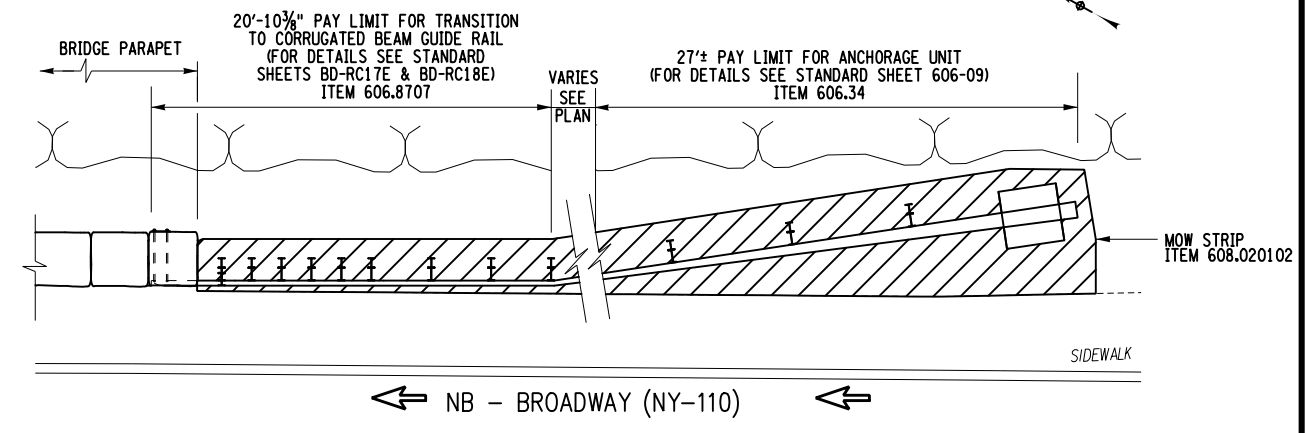 BRIDGE PARAPET
20'-10⅜" PAY LIMIT FOR TRANSITION
TO CORRUGATED BEAM GUIDE RAIL
(FOR DETAILS SEE STANDARD
SHEETS BD-RC17E & BD-RC18E)
ITEM 606.8707
VARIES
SEE
PLAN
27'± PAY LIMIT FOR ANCHORAGE UNIT
(FOR DETAILS SEE STANDARD SHEET 606-09)
ITEM 606.34
MOW STRIP
ITEM 608.020102
SIDEWALK
NB - BROADWAY (NY-110)